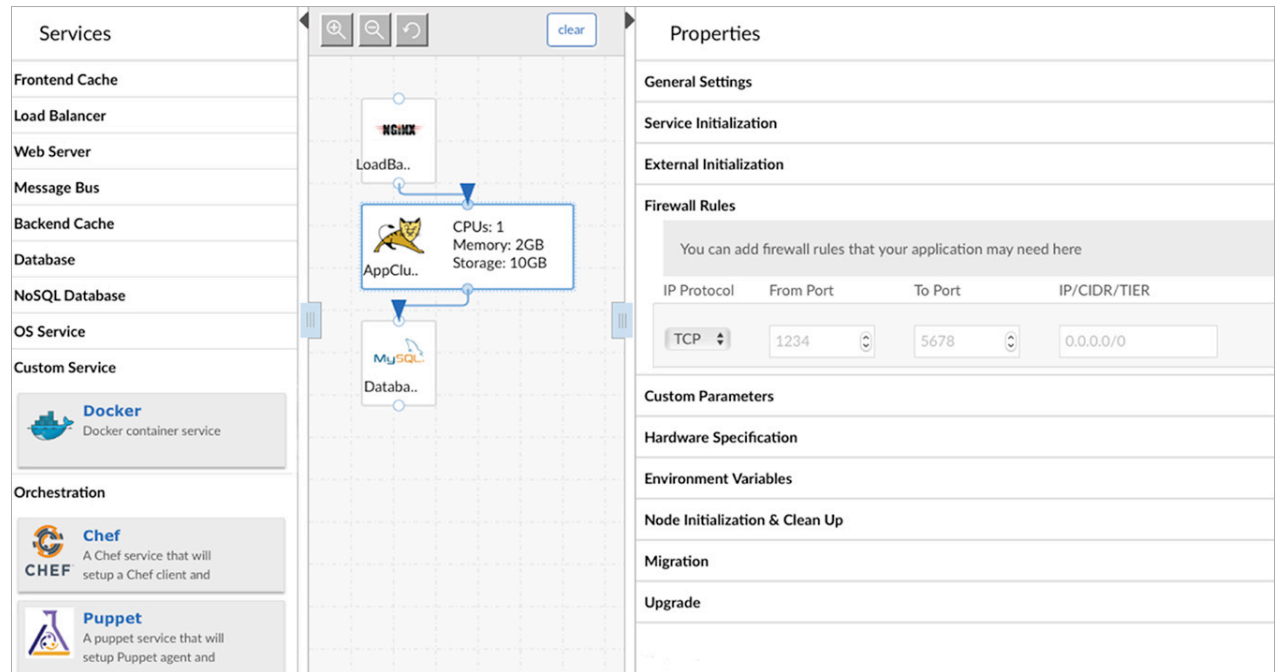 Services
Frontend Cache
Load Balancer
Web Server
Message Bus
Backend Cache
Database
NoSQL Database
OS Service
Custom Service
Docker
Docker container service
Orchestration
Chef
A Chef service that will
setup a Chef client and
CHEF
Puppet
A puppet service that will
setup Puppet agent and
clear
NGINX
LoadBa..
CPUs: 1
Memory: 2GB
Storage: 10GB
AppClu..
MySQL
Databa..
Properties
General Settings
Service Initialization
External Initialization
Firewall Rules
You can add firewall rules that your application may need here
IP Protocol From Port To Port IP/CIDR/TIER
TCP 1234 5678 0.0.0.0/0
Custom Parameters
Hardware Specification
Environment Variables
Node Initialization & Clean Up
Migration
Upgrade